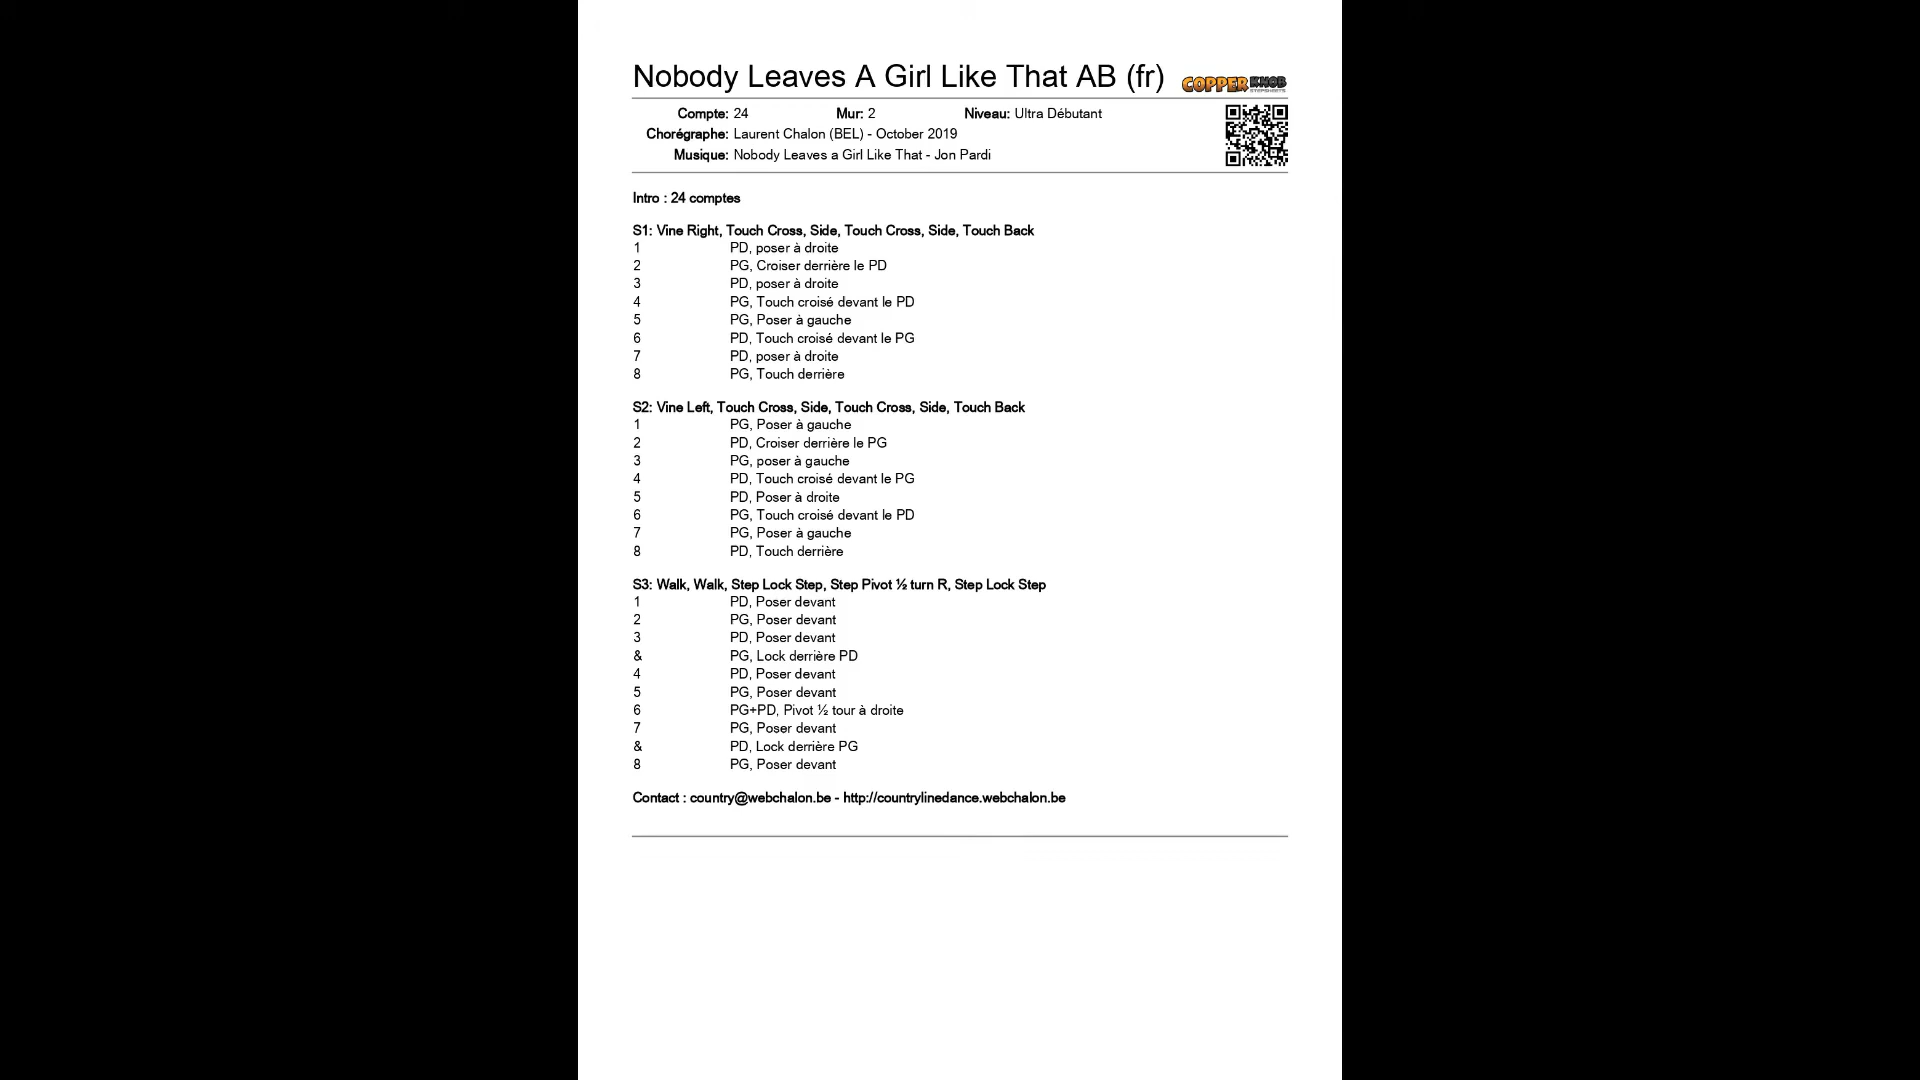 Nobody Leaves A Girl Like That AB (fr)
COPPER KNOB
STEPSHEETS
Compte: 24 Mur: 2 Niveau: Ultra Débutant
Chorégraphe: Laurent Chalon (BEL) - October 2019
Musique: Nobody Leaves a Girl Like That - Jon Pardi
Intro : 24 comptes
S1: Vine Right, Touch Cross, Side, Touch Cross, Side, Touch Back
1 PD, poser à droite
2 PG, Croiser derrière le PD
3 PD, poser à droite
4 PG, Touch croisé devant le PD
5 PG, Poser à gauche
6 PD, Touch croisé devant le PG
7 PD, poser à droite
8 PG, Touch derrière
S2: Vine Left, Touch Cross, Side, Touch Cross, Side, Touch Back
1 PG, Poser à gauche
2 PD, Croiser derrière le PG
3 PG, poser à gauche
4 PD, Touch croisé devant le PG
5 PD, Poser à droite
6 PG, Touch croisé devant le PD
7 PG, Poser à gauche
8 PD, Touch derrière
S3: Walk, Walk, Step Lock Step, Step Pivot ½ turn R, Step Lock Step
1 PD, Poser devant
2 PG, Poser devant
3 PD, Poser devant
& PG, Lock derrière PD
4 PD, Poser devant
5 PG, Poser devant
6 PG+PD, Pivot ½ tour à droite
7 PG, Poser devant
& PD, Lock derrière PG
8 PG, Poser devant
Contact : country@webchalon.be - http://countrylinedance.webchalon.be